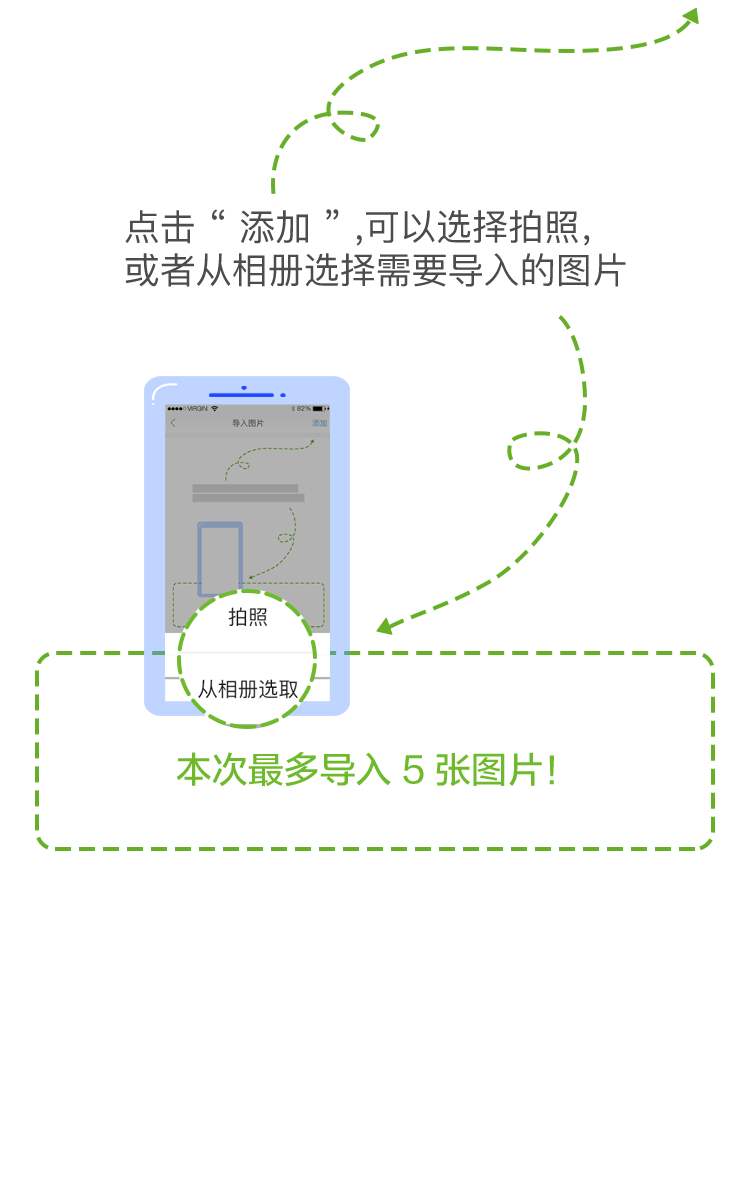 点击 “ 添加 ” ,可以选择拍照，
或者从相册选择需要导入的图片
VIRGIN 82%
导入图片 添加
拍照
从相册选取
本次最多导入 5 张图片！